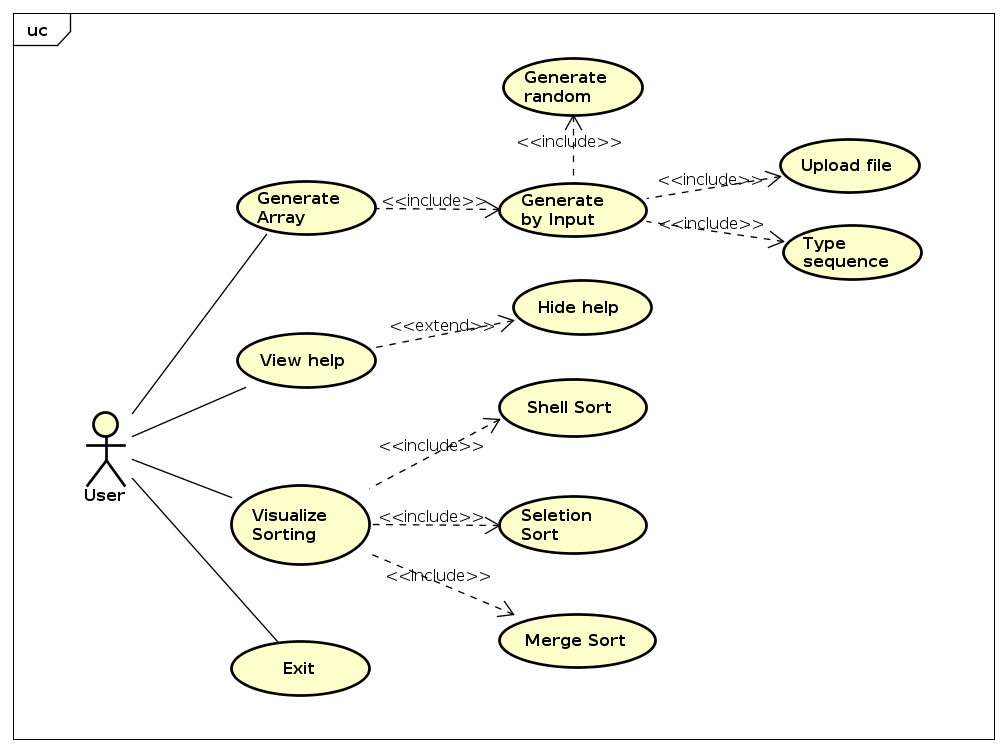 uc
Generate
random
<<include>>
Upload file
<<include>>
Generate
Array
<<include>>
Generate
by Input
<<include>>
Type
sequence
Hide help
<<extend>>
View help
Shell Sort
<<include>>
User
Visualize
Sorting
<<include>>
Seletion
Sort
<<include>>
Merge Sort
Exit